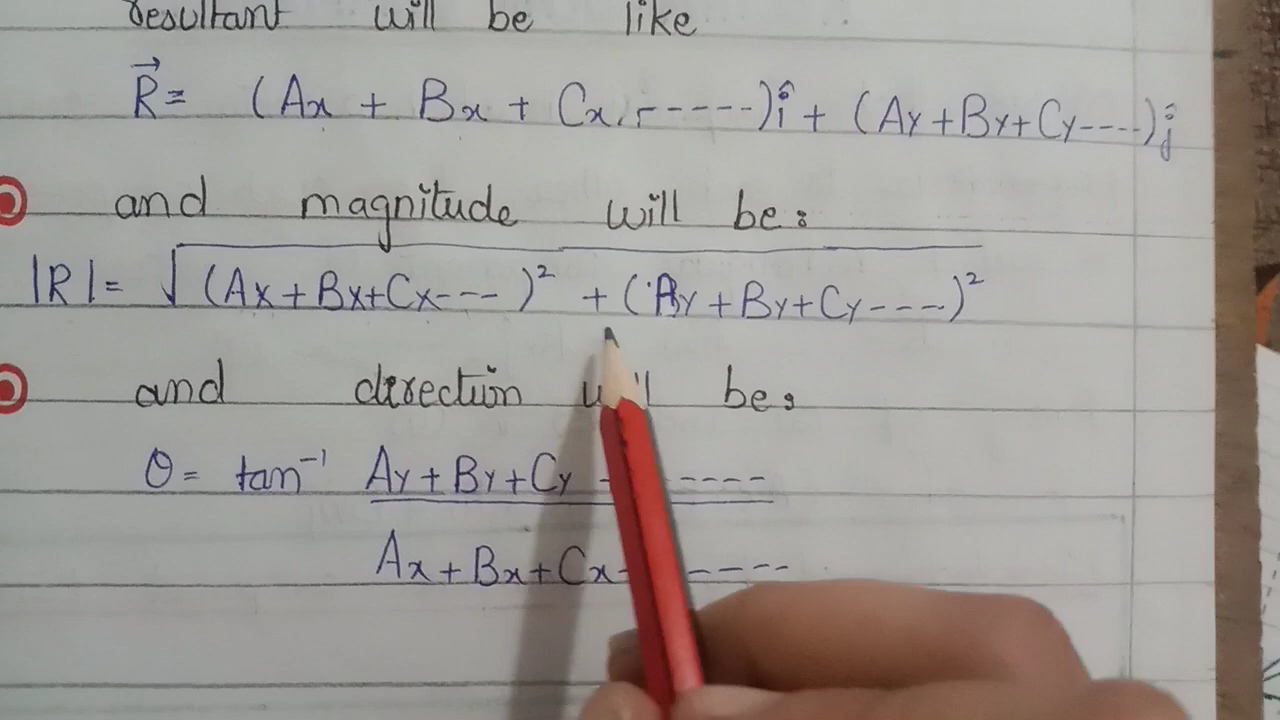 resultant will be like
R⃗ = (Ax + Bx + Cx, -----)î + (Ay+By+Cy----)ĵ
and magnitude will be:
|R| = √(Ax+Bx+Cx---)² + (Ay+By+Cy----)²
and direction will be:
θ = tan⁻¹ Ay+By+Cy - -----
Ax+Bx+Cx- -----